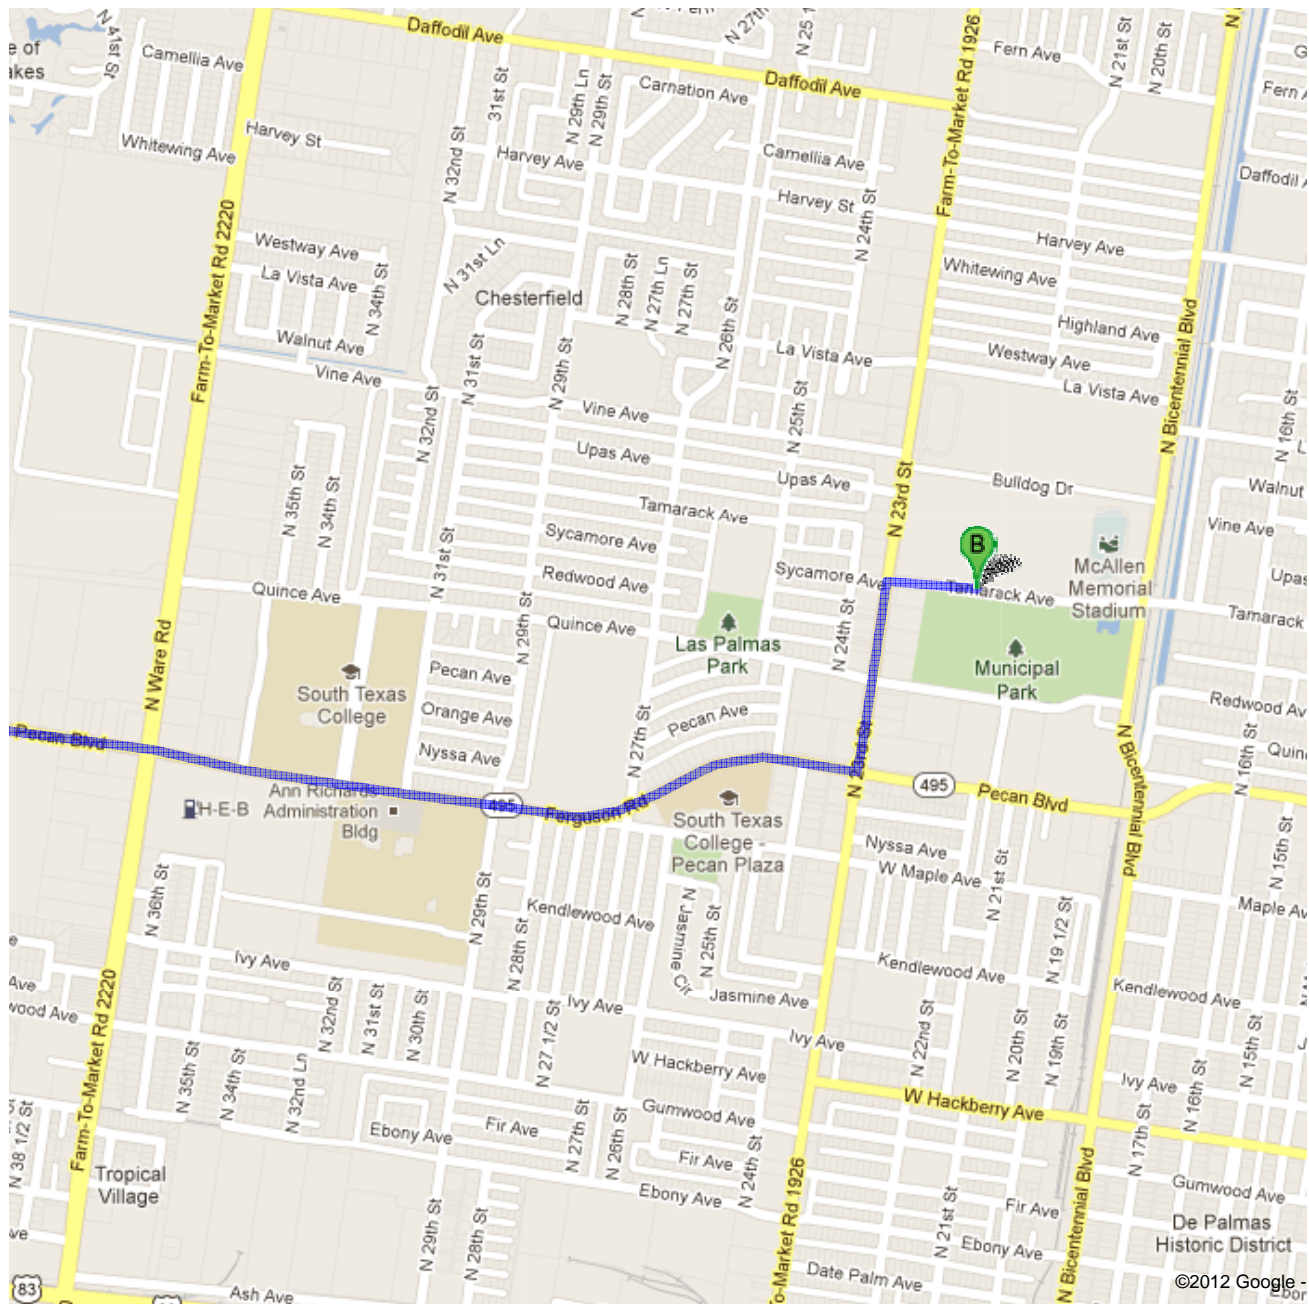 Daffodil Ave
N 27th
N 25
N 41st St
Camellia Ave
e of
akes
31st St
N 29th Ln
N 29th St
Carnation Ave
Daffodil Ave
Farm-To-Market Rd 1926
Fern Ave
N 21st St
N 20th St
Whitewing Ave
Harvey St
N 32nd St
Harvey Ave
Camellia Ave
Harvey St
N 24th St
Daffodil
Farm-To-Market Rd 2220
Westway Ave
La Vista Ave
N 34th St
Walnut Ave
N 31st Ln
Chesterfield
N 28th St
N 27th Ln
N 27th St
N 26th St
Harvey Ave
Whitewing Ave
Highland Ave
Westway Ave
La Vista Ave
La Vista Ave
N Bicentennial Blvd
Vine Ave
N 31st St
N 29th St
Vine Ave
N 25th St
N 32nd St
Upas Ave
Upas Ave
Bulldog Dr
N 16th St
Walnut
N 35th St
N 34th St
Tamarack Ave
N 23rd St
Vine Ave
Sycamore Ave
Redwood Ave
Sycamore Ave
B
Tamarack Ave
McAllen
Memorial
Stadium
Upas
Tamarack
N 31st St
Quince Ave
Quince Ave
N 29th St
Las Palmas
Park
N 24th St
Municipal
Park
N Ware Rd
South Texas
College
Pecan Ave
Orange Ave
Nyssa Ave
N 27th St
Pecan Ave
Redwood Av
Quin
N 16th St
Pecan Blvd
N 23rd St
N Bicentennial Blvd
495
Pecan Blvd
H-E-B
Ann Richards
Administration
Bldg
495
Ferguson Rd
South Texas
College -
Pecan Plaza
Nyssa Ave
W Maple Ave
N 21st St
N 15th St
Maple Av
N 36th St
N 29th St
Kendlewood Ave
N Jasmine Cir
N 25th St
N 19 1/2 St
Ivy Ave
N 28th St
Jasmine Ave
Kendlewood Ave
Kendlewood Ave
Ave
wood Ave
N 32nd St
N 31st St
N 30th St
Ivy Ave
N 27 1/2 St
Ivy Ave
N 22nd St
N 20th St
N 19th St
N 15th St
Farm-To-Market Rd 2220
N 35th St
N 34th St
N 32nd Ln
W Hackberry Ave
W Hackberry Ave
Ivy Ave
N 16th St
N 38 1/2 St
Ebony Ave
Fir Ave
Gumwood Ave
N 27th St
N 26th St
Fir Ave
N 24th St
N 17th St
Tropical
Village
Ebony Ave
Gumwood Ave
Fir Ave
N 29th St
N 28th St
To-Market Rd 1926
N 21st St
Ebony Ave
De Palmas
Historic District
N Bicentennial Blvd
83
Ash Ave
Date Palm Ave
©2012 Google -